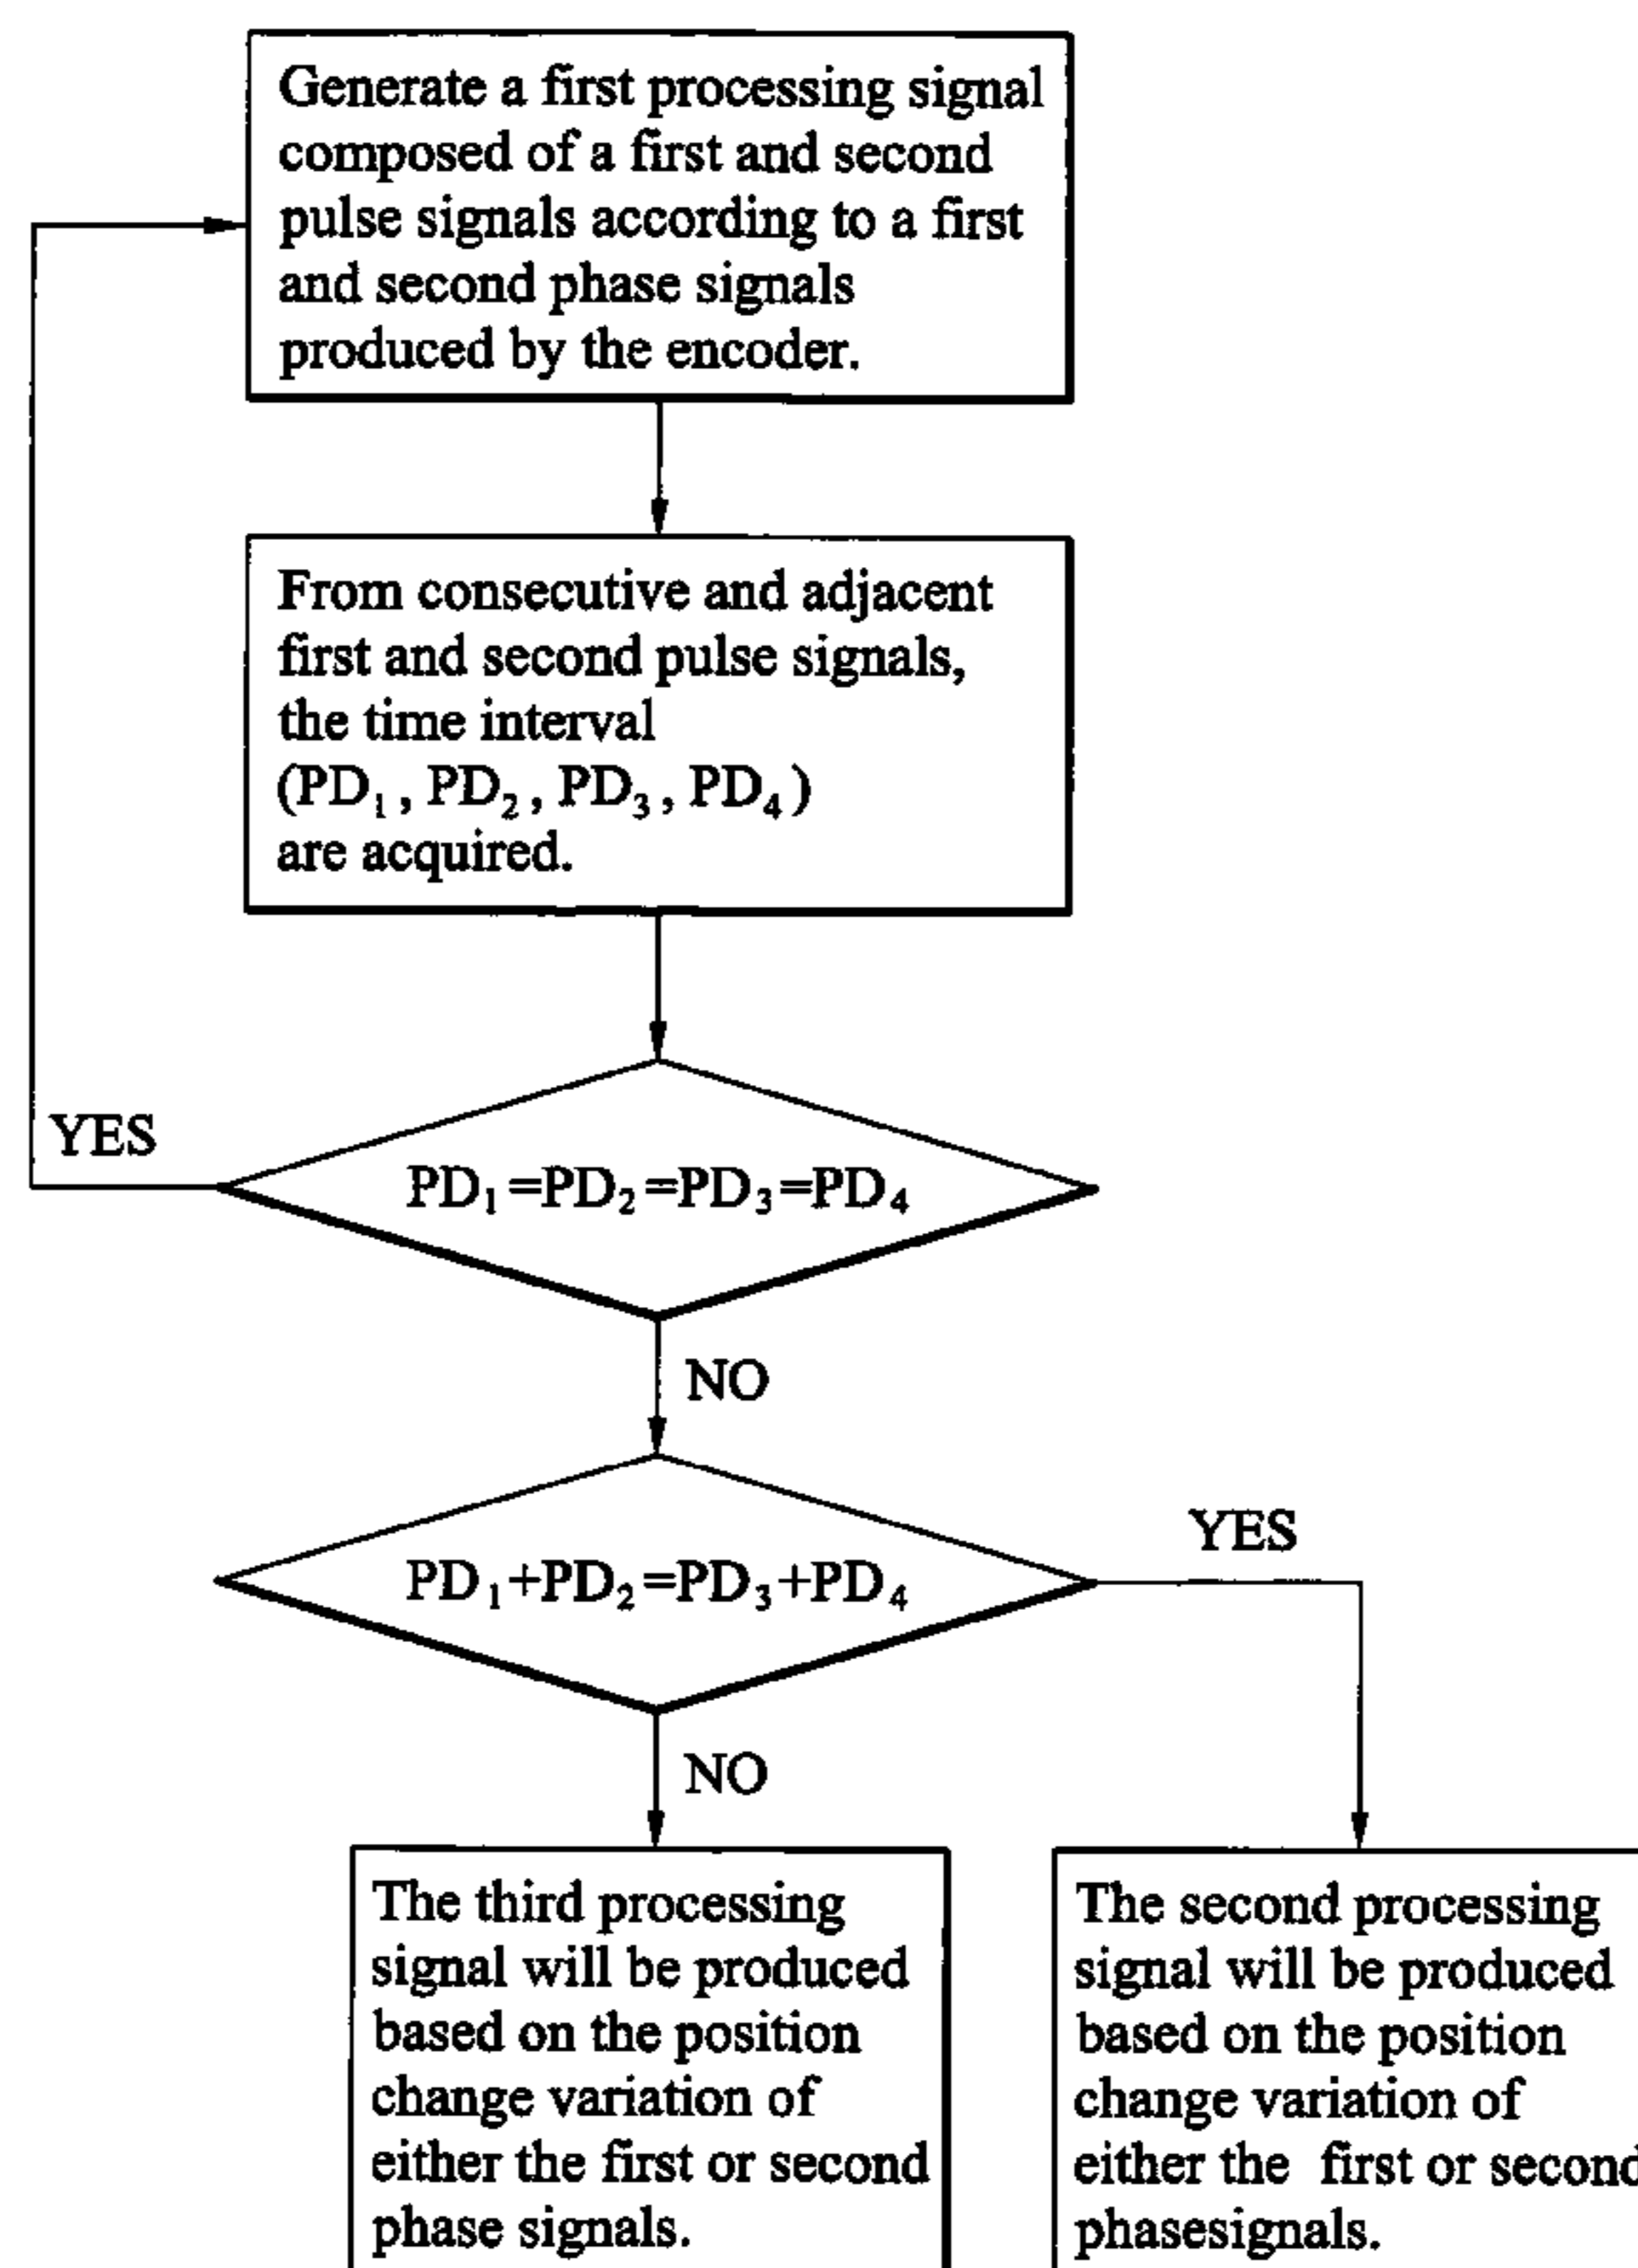 Generate a first processing signal
composed of a first and second
pulse signals according to a first
and second phase signals
produced by the encoder.
From consecutive and adjacent
first and second pulse signals,
the time interval
(PD₁, PD₂, PD₃, PD₄)
are acquired.
YES
PD₁=PD₂=PD₃=PD₄
NO
YES
PD₁+PD₂=PD₃+PD₄
NO
The third processing
signal will be produced
based on the position
change variation of
either the first or second
phase signals.
The second processing
signal will be produced
based on the position
change variation of
either the first or second
phasesignals.